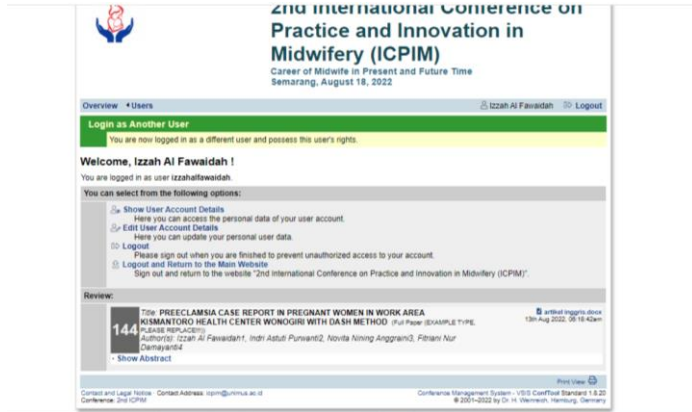 2nd International Conference on
Practice and Innovation in
Midwifery (ICPIM)
Career of Midwife in Present and Future Time
Semarang, August 18, 2022
Overview Users
Izzah Al Fawaidah Logout
Login as Another User
You are now logged in as a different user and possess this user's rights.
Welcome, Izzah Al Fawaidah !
You are logged in as user izzahalfawaidah.
You can select from the following options:
Show User Account Details
Here you can access the personal data of your user account.
Edit User Account Details
Here you can update your personal user data.
Logout
Please sign out when you are finished to prevent unauthorized access to your account.
Logout and Return to the Main Website
Sign out and return to the website "2nd International Conference on Practice and Innovation in Midwifery (ICPIM)".
Review:
144
Title: PREECLAMSIA CASE REPORT IN PREGNANT WOMEN IN WORK AREA
KISMANTORO HEALTH CENTER WONOGIRI WITH DASH METHOD (Full Paper (EXAMPLE TYPE,
PLEASE REPLACE!!!))
Author(s): Izzah Al Fawaidah1, Indri Astuti Purwanti2, Novita Nining Anggraini3, Fitriani Nur
Damayanti4
- Show Abstract
artikel inggris.docx
13th Aug 2022, 06:16:42am
Print View
Contact and Legal Notice · Contact Address: icpim@unimus.ac.id
Conference: 2nd ICPIM
Conference Management System - VSIS ConfTool Standard 1.8.20
© 2001–2022 by Dr. H. Weinreich, Hamburg, Germany